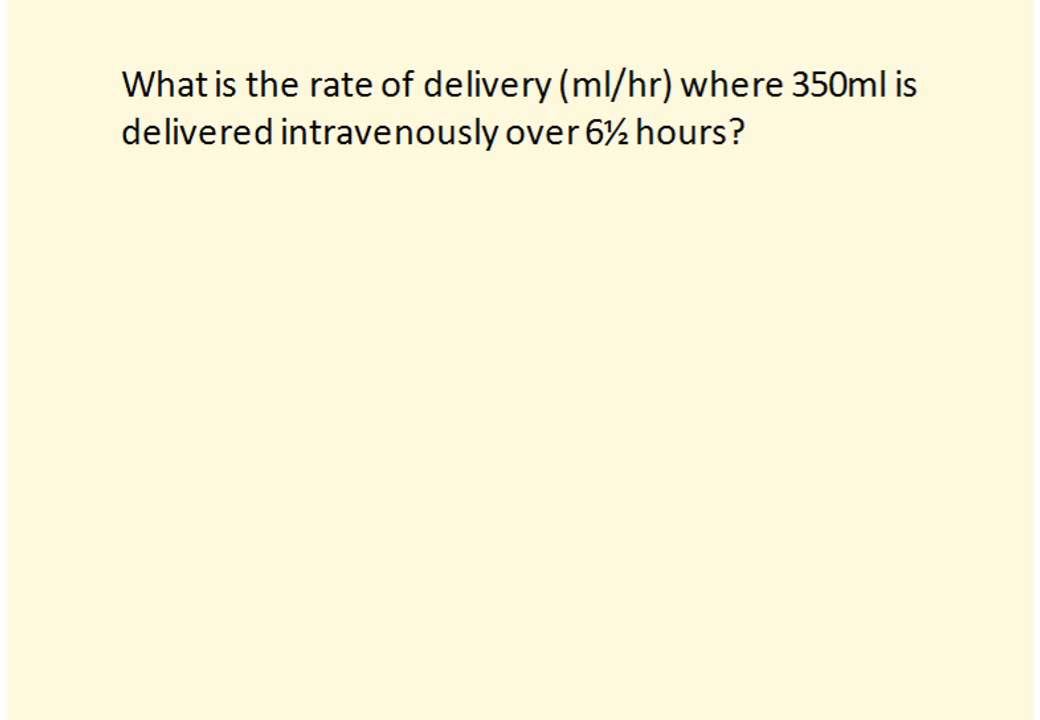 What is the rate of delivery (ml/hr) where 350ml is
delivered intravenously over 6½ hours?